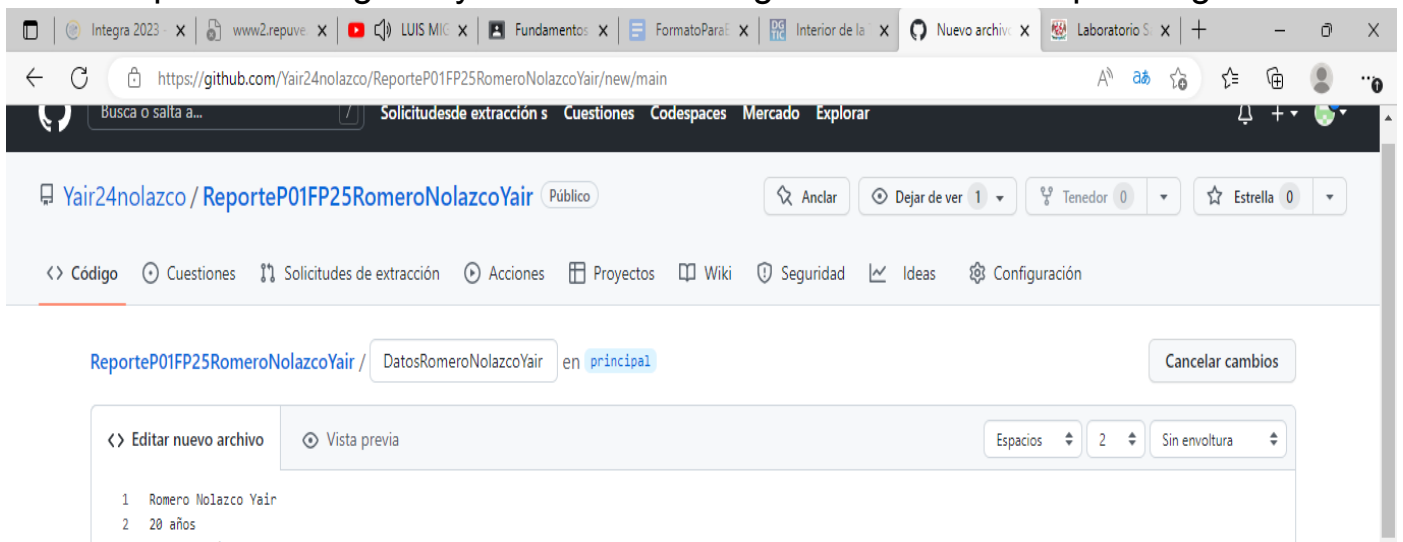 Integra 2023 - www2.repuve. LUIS MIG Fundamentos FormatoParaE Interior de la Nuevo archivo Laboratorio S
https://github.com/Yair24nolazco/ReporteP01FP25RomeroNolazcoYair/new/main
Busca o salta a... / Solicitudesde extracción s Cuestiones Codespaces Mercado Explorar
Yair24nolazco / ReporteP01FP25RomeroNolazcoYair Público Anclar Dejar de ver 1 Tenedor 0 Estrella 0
Código Cuestiones Solicitudes de extracción Acciones Proyectos Wiki Seguridad Ideas Configuración
ReporteP01FP25RomeroNolazcoYair / DatosRomeroNolazcoYair en principal Cancelar cambios
Editar nuevo archivo Vista previa Espacios 2 Sin envoltura
1 Romero Nolazco Yair
2 20 años